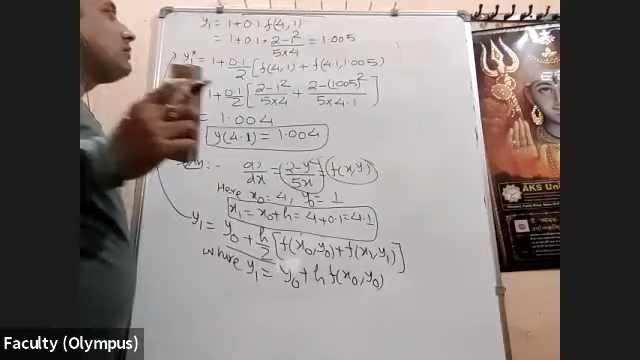 y₁ = 1+0.1 f(4,1)
= 1+0.1 · (2-1²)/(5×4) = 1.005
y₁* = 1+ 0.1/2 [f(4,1) + f(4.1,1.005)]
1+ 0.1/2 [ (2-1²)/(5×4) + (2-(1.005)²)/(5×4.1) ]
= 1.004
y(4.1) = 1.004
:- dy/dx = (2-y²)/5x = f(x,y)
Here x₀=4, y₀=1
x₁=x₀+h = 4+0.1=4.1
y₁ = y₀ + h/2 [f(x₀,y₀)+f(x₁,y₁)]
where y₁ = y₀+h f(x₀,y₀)
AKS Uni
Faculty (Olympus)